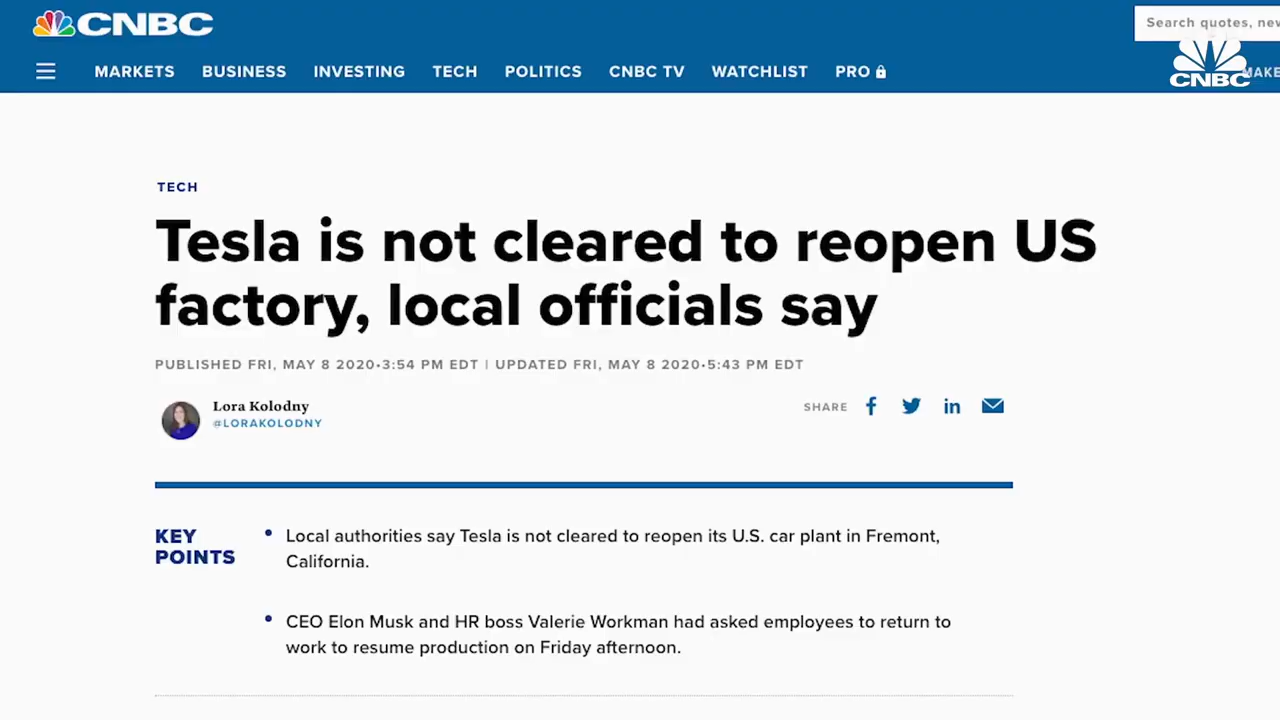 CNBC
Search quotes, nev
MARKETS BUSINESS INVESTING TECH POLITICS CNBC TV WATCHLIST PRO
CNBC MAKE
TECH
Tesla is not cleared to reopen US
factory, local officials say
PUBLISHED FRI, MAY 8 2020•3:54 PM EDT | UPDATED FRI, MAY 8 2020•5:43 PM EDT
Lora Kolodny
@LORAKOLODNY
SHARE
KEY
POINTS
• Local authorities say Tesla is not cleared to reopen its U.S. car plant in Fremont,
California.
• CEO Elon Musk and HR boss Valerie Workman had asked employees to return to
work to resume production on Friday afternoon.